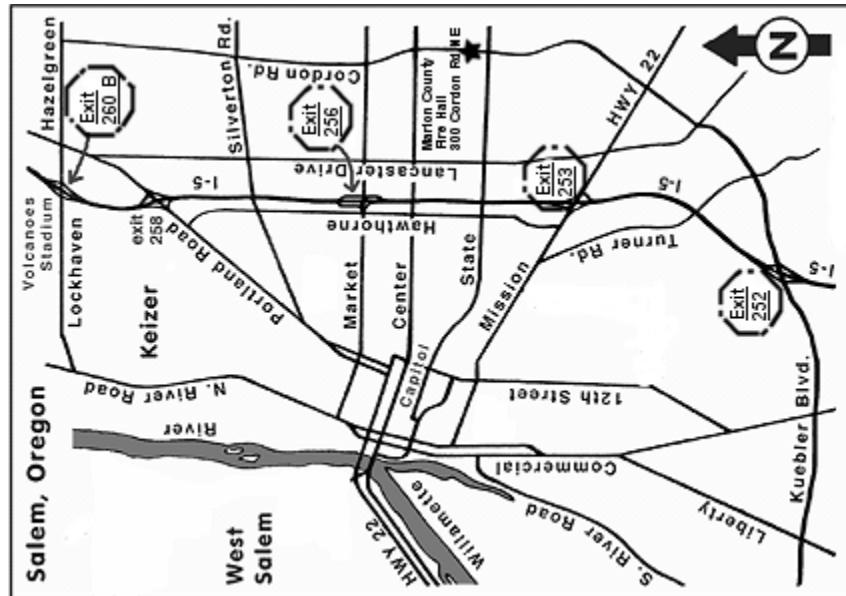 Salem, Oregon
West
Salem
River
N. River Road
Keizer
Lockhaven
Volcanoes
Stadium
Hazelgreen
Exit
260 B
exit
258
I-5
Portland Road
Silverton Rd.
Cordon Rd.
Exit
256
Lancaster Drive
Hawthorne
Market
Center
Capitol
State
Marion County
Fire Hall
300 Cordon Rd NE
Mission
Exit
253
HWY 22
I-5
Turner Rd.
Exit
252
I-5
12th Street
Commercial
Kuebler Blvd.
Liberty
S. River Road
Willamette
HWY 22
N